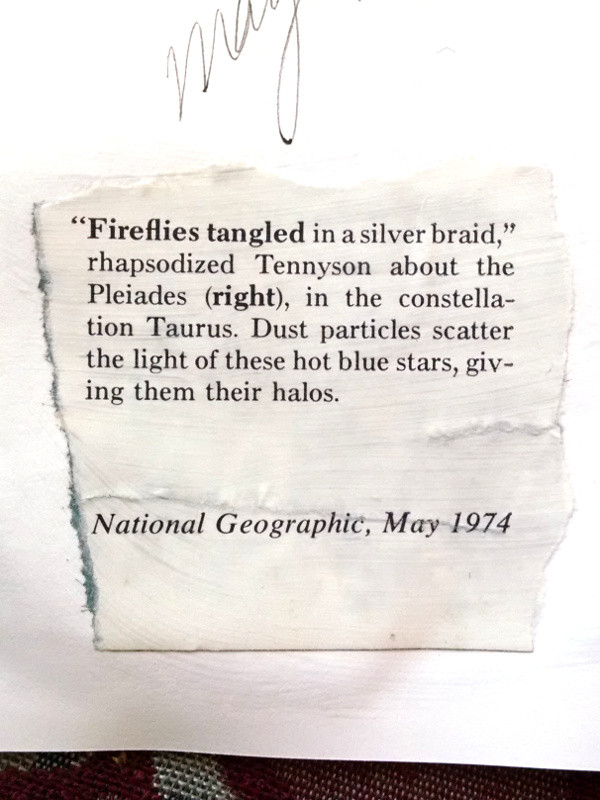 “Fireflies tangled in a silver braid,”
rhapsodized Tennyson about the
Pleiades (right), in the constella-
tion Taurus. Dust particles scatter
the light of these hot blue stars, giv-
ing them their halos.
National Geographic, May 1974